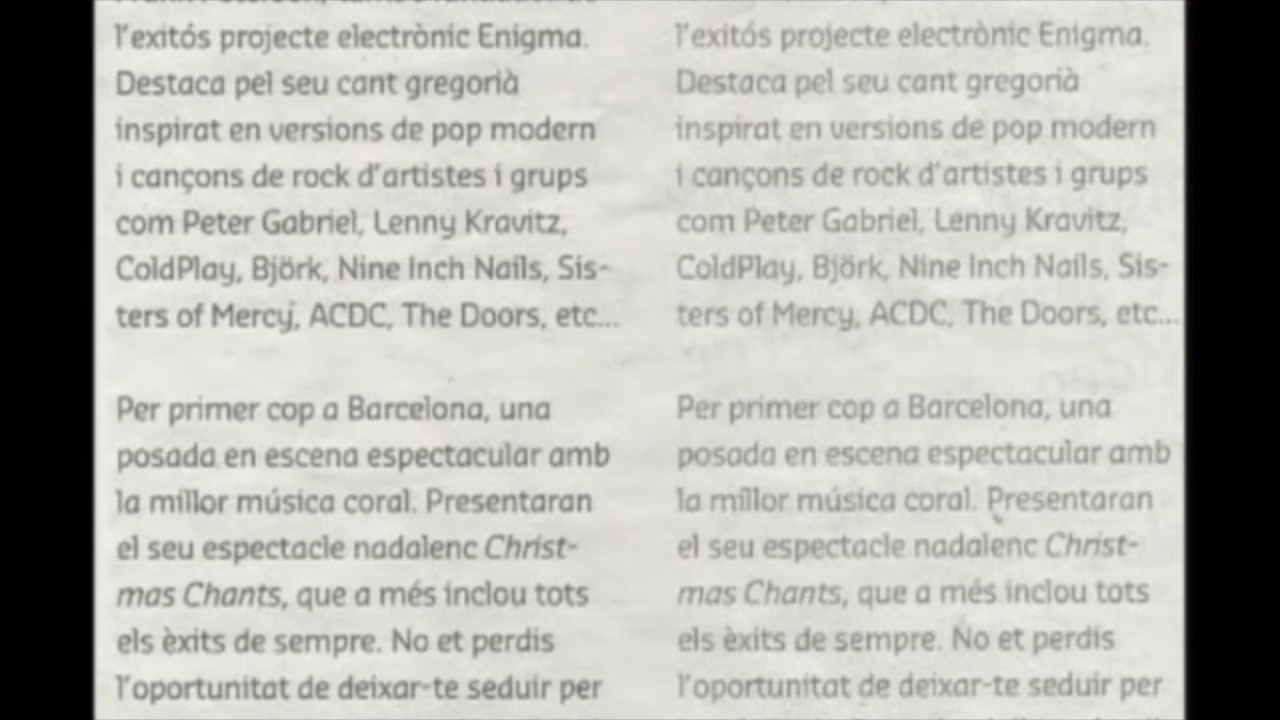 l'exitós projecte electrònic Enigma.
Destaca pel seu cant gregorià
inspirat en versions de pop modern
i cançons de rock d'artistes i grups
com Peter Gabriel, Lenny Kravitz,
ColdPlay, Björk, Nine Inch Nails, Sis-
ters of Mercy, ACDC, The Doors, etc...
Per primer cop a Barcelona, una
posada en escena espectacular amb
la millor música coral. Presentaran
el seu espectacle nadalenc Christ-
mas Chants, que a més inclou tots
els èxits de sempre. No et perdis
l'oportunitat de deixar-te seduir per
l'exitós projecte electrònic Enigma.
Destaca pel seu cant gregorià
inspirat en versions de pop modern
i cançons de rock d'artistes i grups
com Peter Gabriel, Lenny Kravitz,
ColdPlay, Björk, Nine Inch Nails, Sis-
ters of Mercy, ACDC, The Doors, etc...
Per primer cop a Barcelona, una
posada en escena espectacular amb
la millor música coral. Presentaran
el seu espectacle nadalenc Christ-
mas Chants, que a més inclou tots
els èxits de sempre. No et perdis
l'oportunitat de deixar-te seduir per